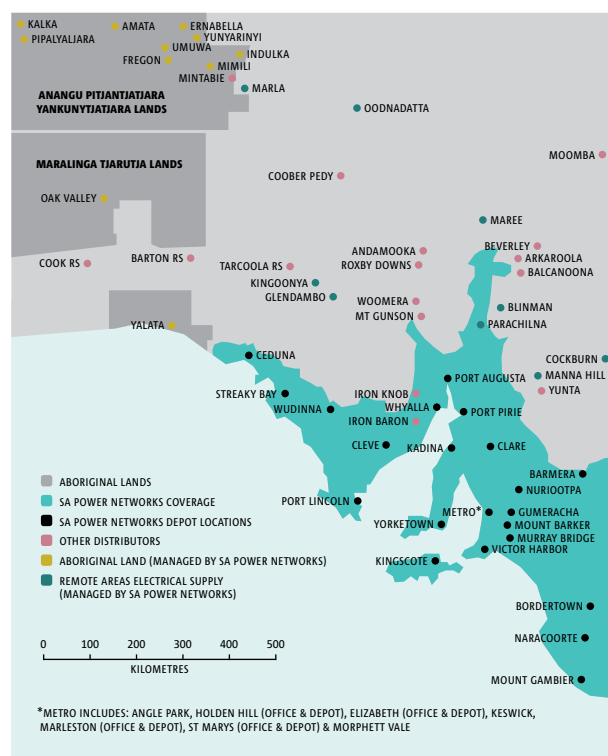 KALKA
AMATA
ERNABELLA
PIPALYALJARA
YUNYARINYI
UMUWA
INDULKA
FREGON
MIMILI
MINTABIE
MARLA
ANANGU PITJANTJATJARA
YANKUNYTJATJARA LANDS
OODNADATTA
MARALINGA TJARUTJA LANDS
MOOMBA
COOBER PEDY
OAK VALLEY
MAREE
BEVERLEY
ANDAMOOKA
ARKAROOLA
COOK RS
BARTON RS
TARCOOLA RS
ROXBY DOWNS
BALCANOONA
KINGOONYA
GLENDAMBO
WOOMERA
BLINMAN
MT GUNSON
YALATA
PARACHILNA
CEDUNA
COCKBURN
PORT AUGUSTA
MANNA HILL
STREAKY BAY
IRON KNOB
YUNTA
WUDINNA
WHYALLA
PORT PIRIE
IRON BARON
CLEVE
KADINA
CLARE
BARMERA
NURIOOTPA
PORT LINCOLN
METRO*
GUMERACHA
YORKETOWN
MOUNT BARKER
MURRAY BRIDGE
VICTOR HARBOR
KINGSCOTE
BORDERTOWN
NARACOORTE
MOUNT GAMBIER
ABORIGINAL LANDS
SA POWER NETWORKS COVERAGE
SA POWER NETWORKS DEPOT LOCATIONS
OTHER DISTRIBUTORS
ABORIGINAL LAND (MANAGED BY SA POWER NETWORKS)
REMOTE AREAS ELECTRICAL SUPPLY
(MANAGED BY SA POWER NETWORKS)
0 100 200 300 400 500
KILOMETRES
*METRO INCLUDES: ANGLE PARK, HOLDEN HILL (OFFICE & DEPOT), ELIZABETH (OFFICE & DEPOT), KESWICK,
MARLESTON (OFFICE & DEPOT), ST MARYS (OFFICE & DEPOT) & MORPHETT VALE